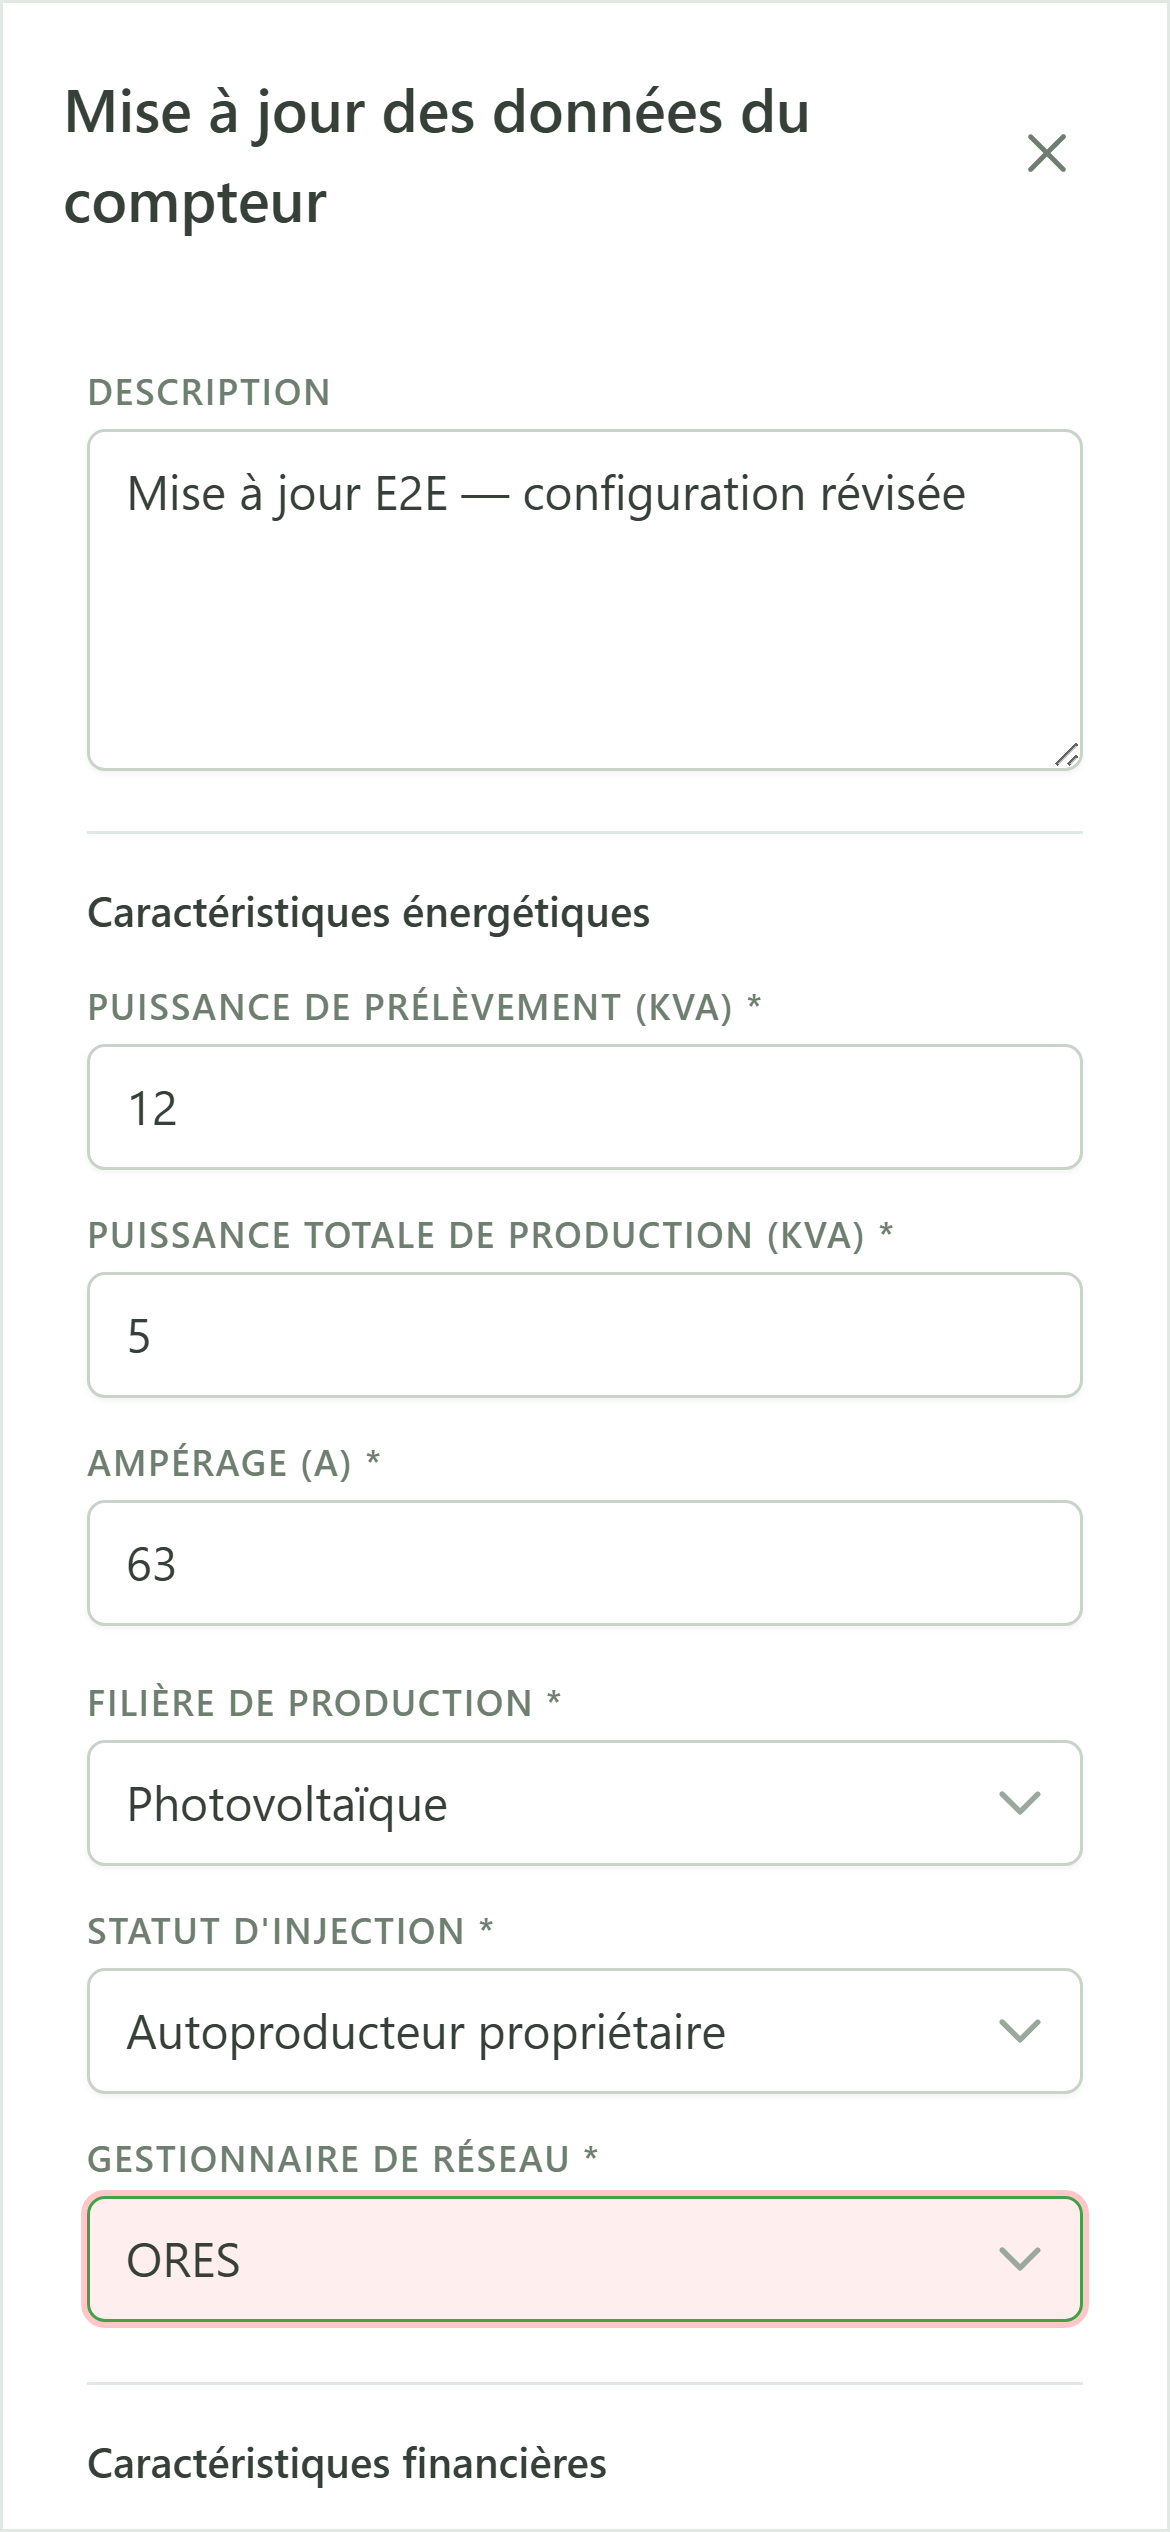 Mise à jour des données du
compteur
DESCRIPTION
Mise à jour E2E — configuration révisée
Caractéristiques énergétiques
PUISSANCE DE PRÉLÈVEMENT (KVA) *
12
PUISSANCE TOTALE DE PRODUCTION (KVA) *
5
AMPÉRAGE (A) *
63
FILIÈRE DE PRODUCTION *
Photovoltaïque
STATUT D'INJECTION *
Autoproducteur propriétaire
GESTIONNAIRE DE RÉSEAU *
ORES
Caractéristiques financières